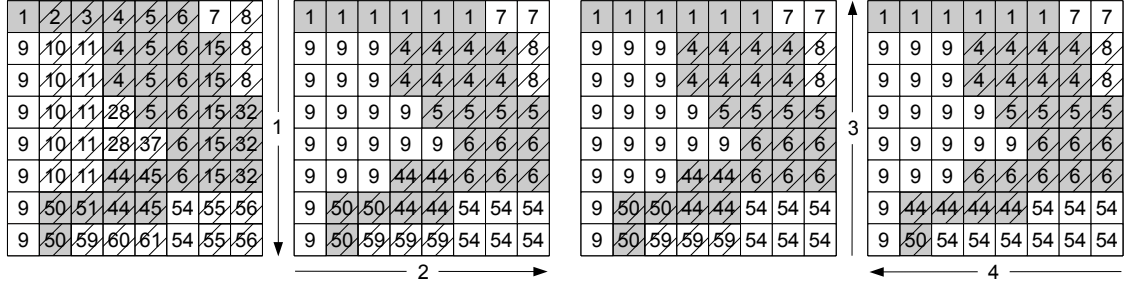 1 2 3 4 5 6 7 8 1 1 1 1 1 1 7 7 1 1 1 1 1 1 7 7 1 1 1 1 1 1 7 7
9 10 11 4 5 6 15 8 9 9 9 4 4 4 4 8 9 9 9 4 4 4 4 8 9 9 9 4 4 4 4 8
9 10 11 4 5 6 15 8 9 9 9 4 4 4 4 8 9 9 9 4 4 4 4 8 9 9 9 4 4 4 4 8
9 10 11 28 5 6 15 32 9 9 9 9 5 5 5 5 9 9 9 9 5 5 5 5 9 9 9 9 5 5 5 5
1 3
9 10 11 28 37 6 15 32 9 9 9 9 9 6 6 6 9 9 9 9 9 6 6 6 9 9 9 9 9 6 6 6
9 10 11 44 45 6 15 32 9 9 9 44 44 6 6 6 9 9 9 44 44 6 6 6 9 9 9 6 6 6 6 6
9 50 51 44 45 54 55 56 9 50 50 44 44 54 54 54 9 50 50 44 44 54 54 54 9 44 44 44 44 54 54 54
9 50 59 60 61 54 55 56 9 50 59 59 59 54 54 54 9 50 59 59 59 54 54 54 9 50 54 54 54 54 54 54
2 4